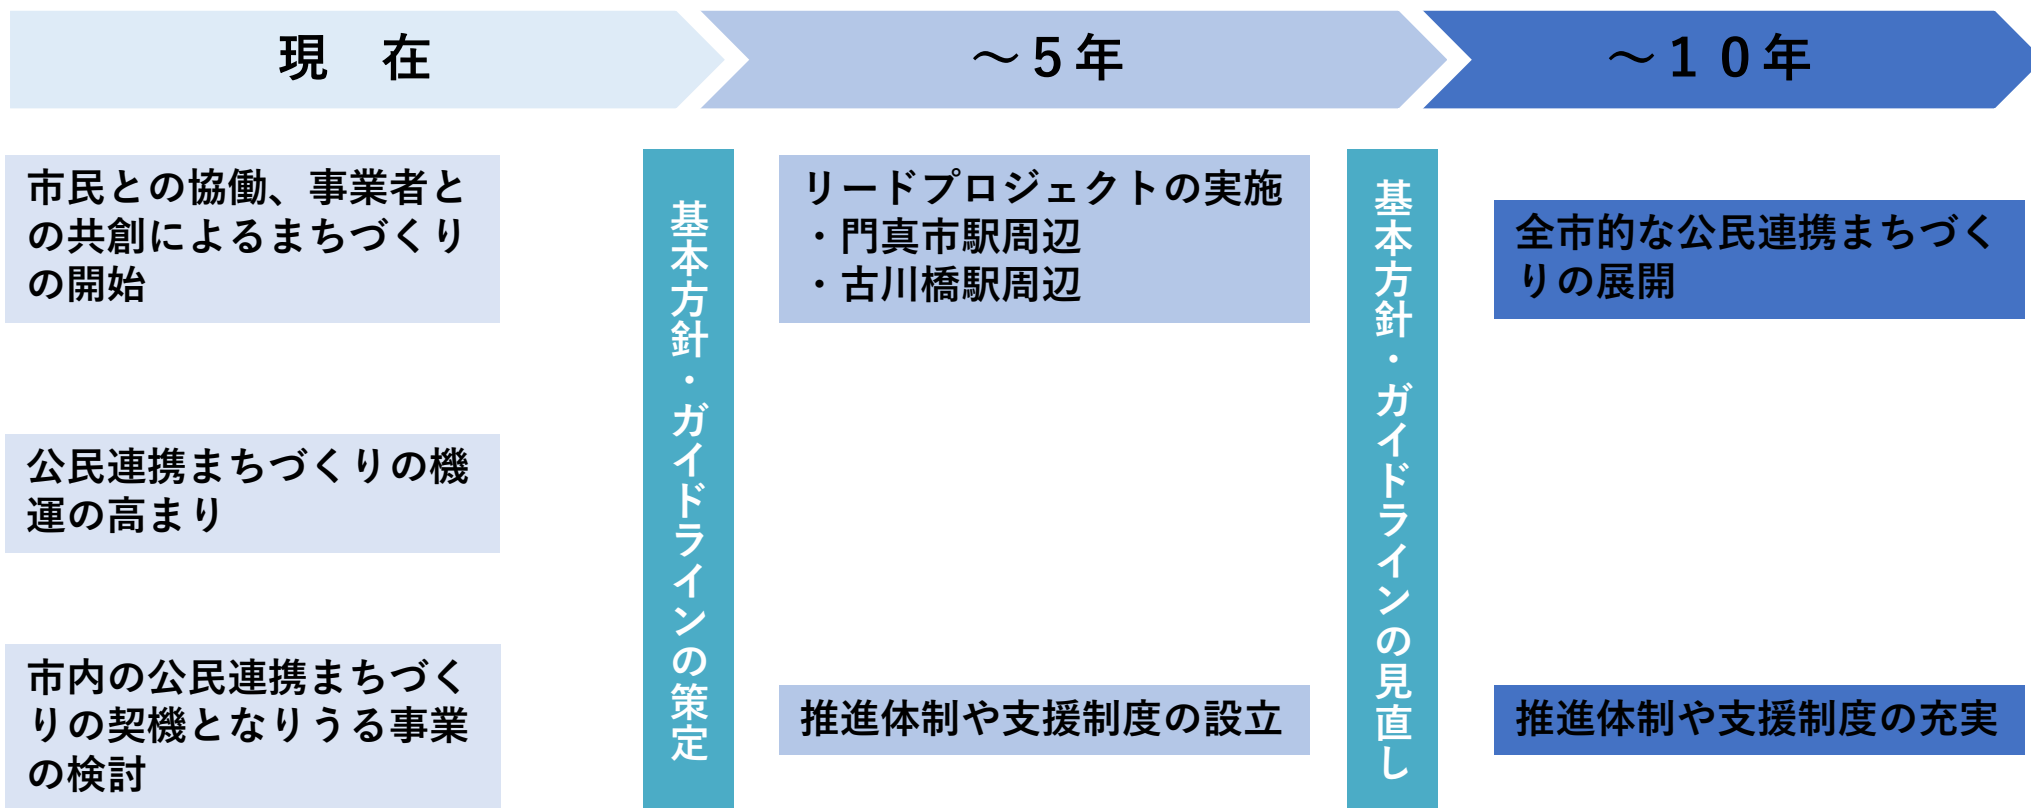 現　在
～５年
～１０年
市民との協働、事業者と
の共創によるまちづくり
の開始
公民連携まちづくりの機
運の高まり
市内の公民連携まちづく
りの契機となりうる事業
の検討
基本方針・ガイドラインの策定
リードプロジェクトの実施
・門真市駅周辺
・古川橋駅周辺
推進体制や支援制度の設立
基本方針・ガイドラインの見直し
全市的な公民連携まちづく
りの展開
推進体制や支援制度の充実